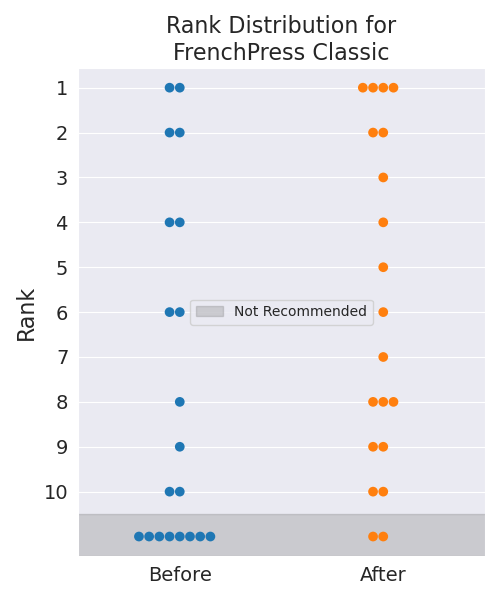 Rank Distribution for
FrenchPress Classic
Rank
1
2
3
4
5
6
7
8
9
10
Not Recommended
Before
After